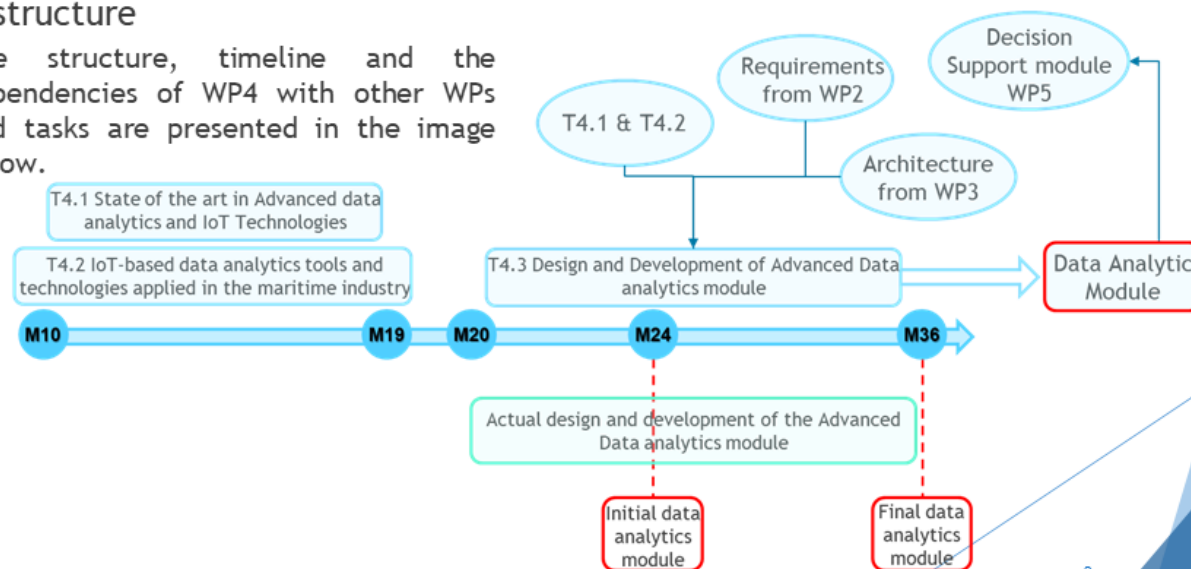 structure
e structure, timeline and the
pendencies of WP4 with other WPs
d tasks are presented in the image
ow.
Decision
Support module
WP5
Requirements
from WP2
T4.1 & T4.2
Architecture
from WP3
T4.1 State of the art in Advanced data
analytics and IoT Technologies
T4.2 IoT-based data analytics tools and
technologies applied in the maritime industry
T4.3 Design and Development of Advanced Data
analytics module
Data Analytic
Module
M10
M19
M20
M24
M36
Actual design and development of the Advanced
Data analytics module
Initial data
analytics
module
Final data
analytics
module